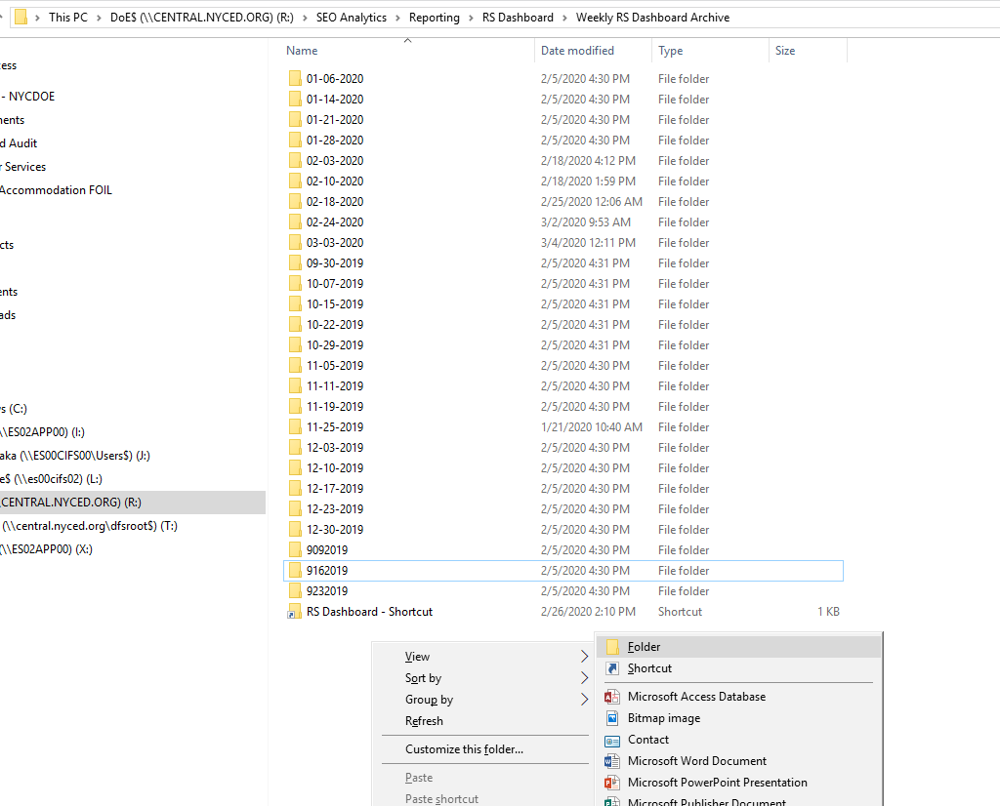 This PC > DoE$ (\\CENTRAL.NYCED.ORG) (R:) > SEO Analytics > Reporting > RS Dashboard > Weekly RS Dashboard Archive
Name Date modified Type Size
01-06-2020 2/5/2020 4:30 PM File folder
01-14-2020 2/5/2020 4:30 PM File folder
01-21-2020 2/5/2020 4:30 PM File folder
01-28-2020 2/5/2020 4:30 PM File folder
02-03-2020 2/18/2020 4:12 PM File folder
02-10-2020 2/18/2020 1:59 PM File folder
02-18-2020 2/25/2020 12:06 AM File folder
02-24-2020 3/2/2020 9:53 AM File folder
03-03-2020 3/4/2020 12:11 PM File folder
09-30-2019 2/5/2020 4:31 PM File folder
10-07-2019 2/5/2020 4:31 PM File folder
10-15-2019 2/5/2020 4:31 PM File folder
10-22-2019 2/5/2020 4:31 PM File folder
10-29-2019 2/5/2020 4:31 PM File folder
11-05-2019 2/5/2020 4:30 PM File folder
11-11-2019 2/5/2020 4:30 PM File folder
11-19-2019 2/5/2020 4:30 PM File folder
11-25-2019 1/21/2020 10:40 AM File folder
12-03-2019 2/5/2020 4:30 PM File folder
12-10-2019 2/5/2020 4:30 PM File folder
12-17-2019 2/5/2020 4:30 PM File folder
12-23-2019 2/5/2020 4:30 PM File folder
12-30-2019 2/5/2020 4:30 PM File folder
9092019 2/5/2020 4:30 PM File folder
9162019 2/5/2020 4:30 PM File folder
9232019 2/5/2020 4:30 PM File folder
RS Dashboard - Shortcut 2/26/2020 2:10 PM Shortcut 1 KB
ess
- NYCDOE
nents
d Audit
r Services
Accommodation FOIL
cts
ents
ads
s (C:)
\\ES02APP00) (I:)
aka (\\ES00CIFS00\Users$) (J:)
e$ (\\es00cifs02) (L:)
CENTRAL.NYCED.ORG) (R:)
(\\central.nyced.org\dfsroot$) (T:)
\\ES02APP00) (X:)
View
Sort by
Group by
Refresh
Customize this folder...
Paste
Paste shortcut
Folder
Shortcut
Microsoft Access Database
Bitmap image
Contact
Microsoft Word Document
Microsoft PowerPoint Presentation
Microsoft Publisher Document